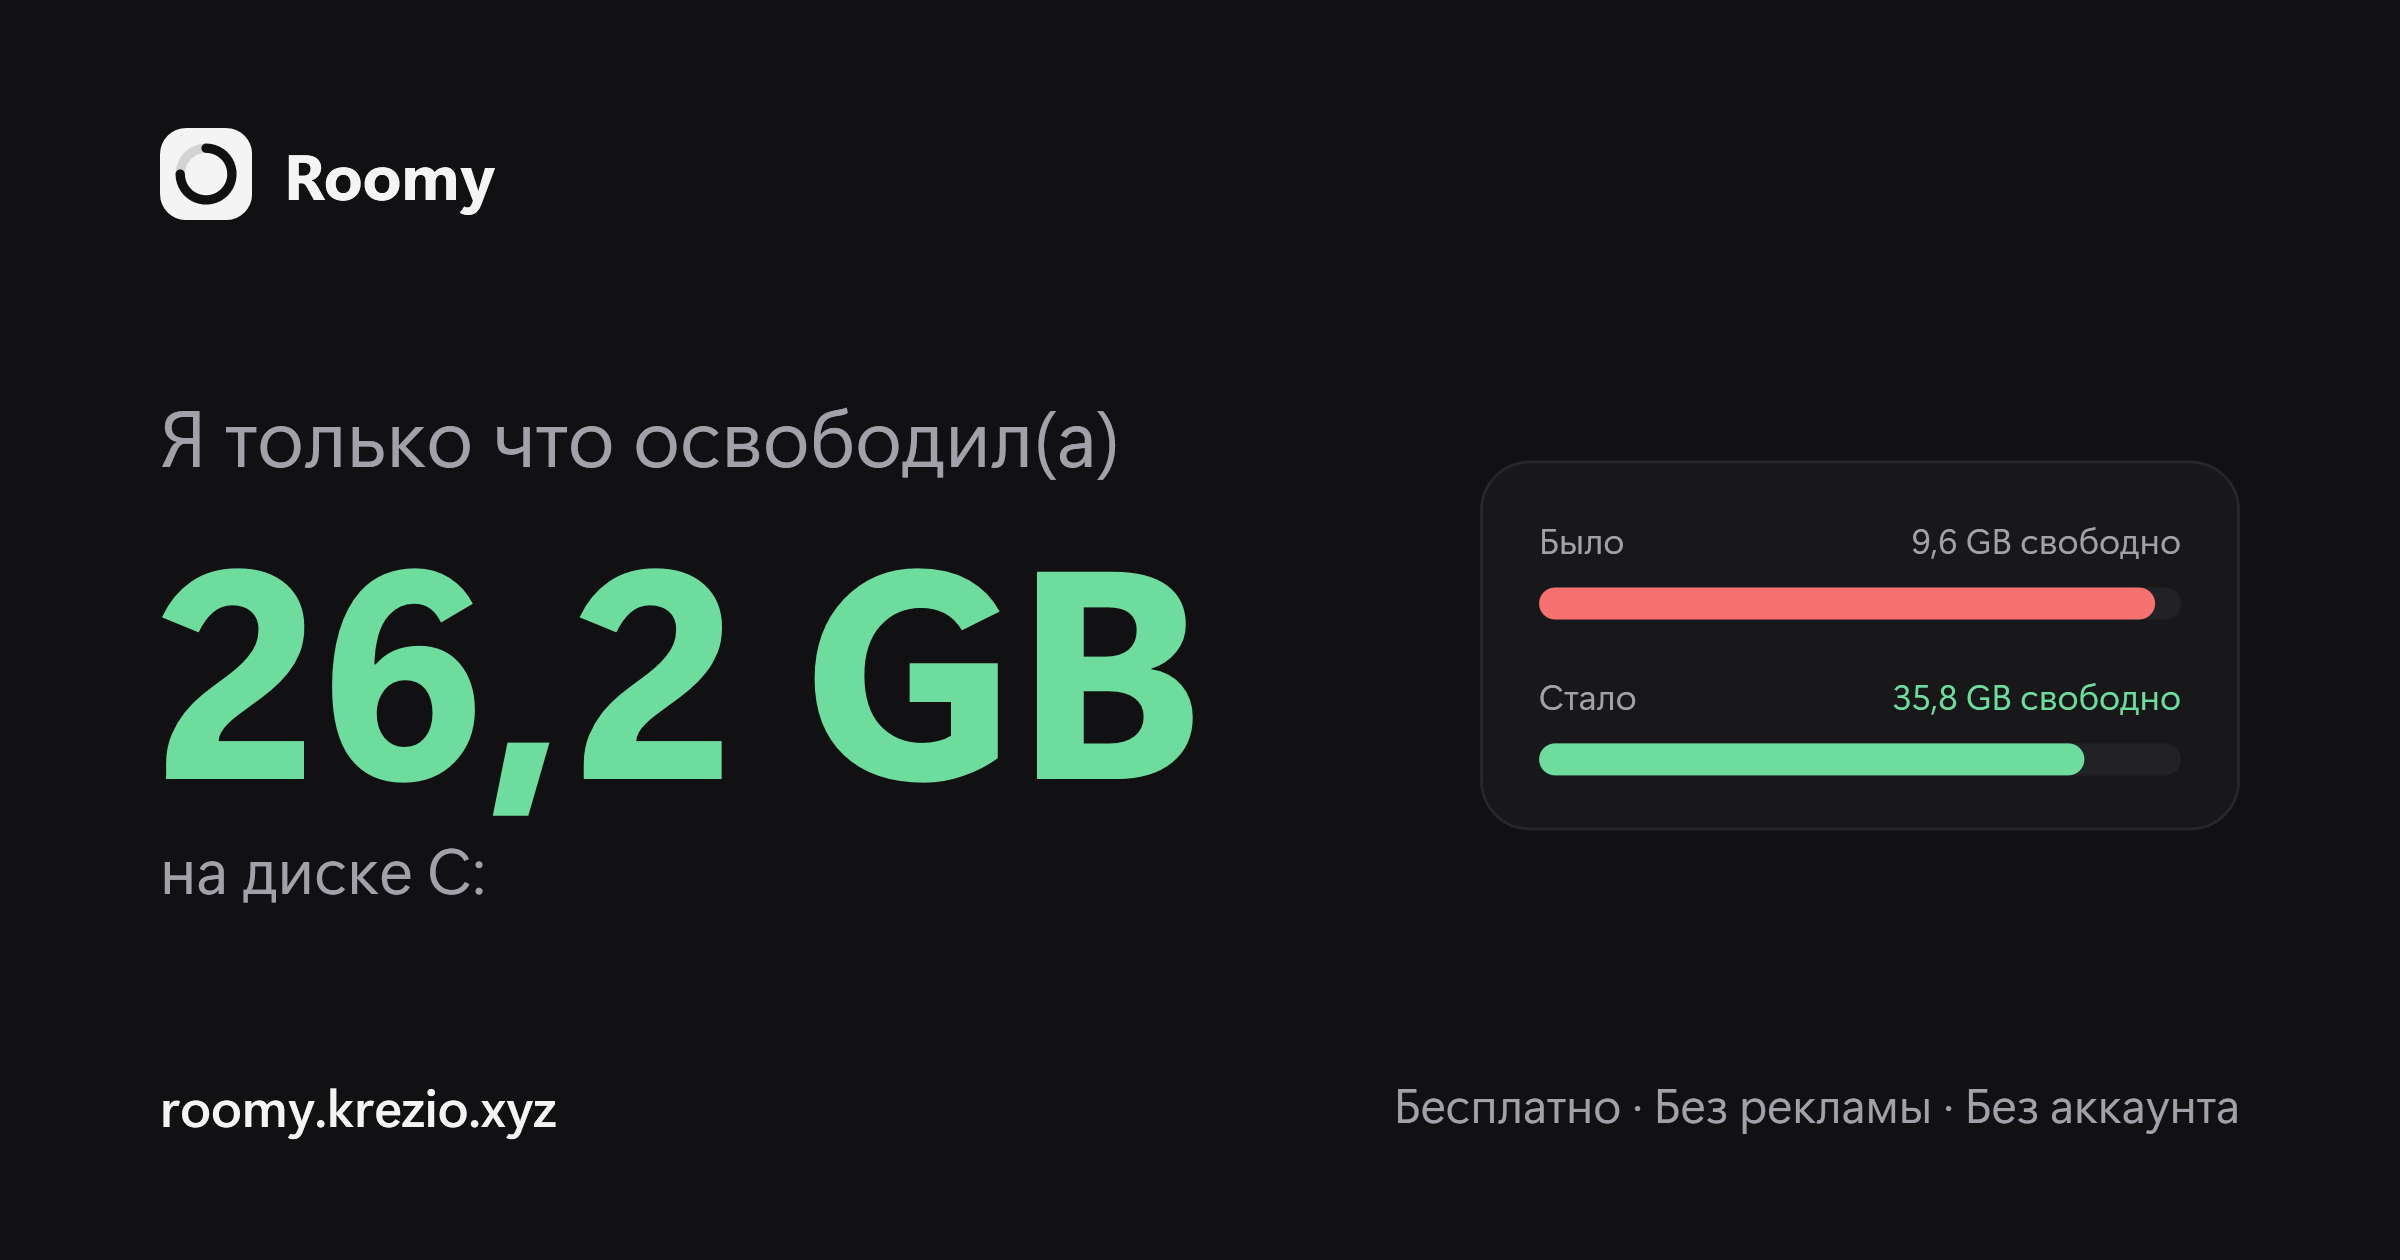 Roomy
Я только что освободил(а)
26,2 GB
на диске C:
Было 9,6 GB свободно
Стало 35,8 GB свободно
roomy.krezio.xyz
Бесплатно · Без рекламы · Без аккаунта